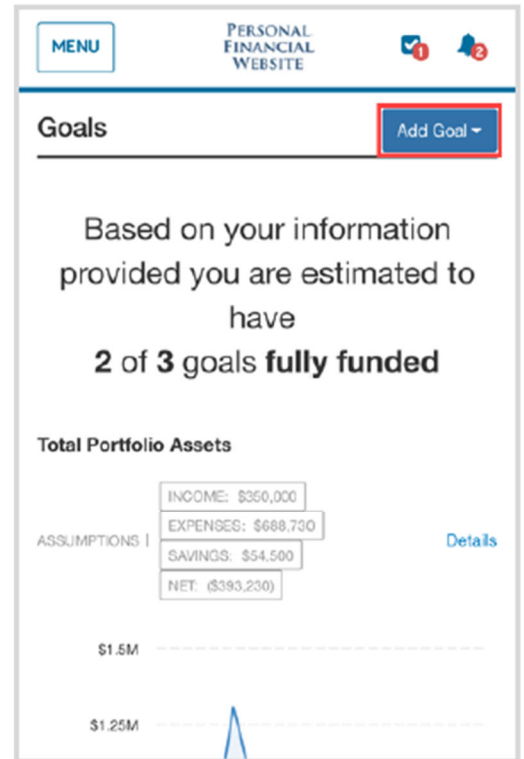 MENU
PERSONAL
FINANCIAL
WEBSITE
1
2
Goals
Add Goal
Based on your information
provided you are estimated to
have
2 of 3 goals fully funded
Total Portfolio Assets
ASSUMPTIONS |
INCOME: $350,000
EXPENSES: $688,730
SAVINGS: $54,500
NET: ($393,230)
Details
$1.5M
$1.25M